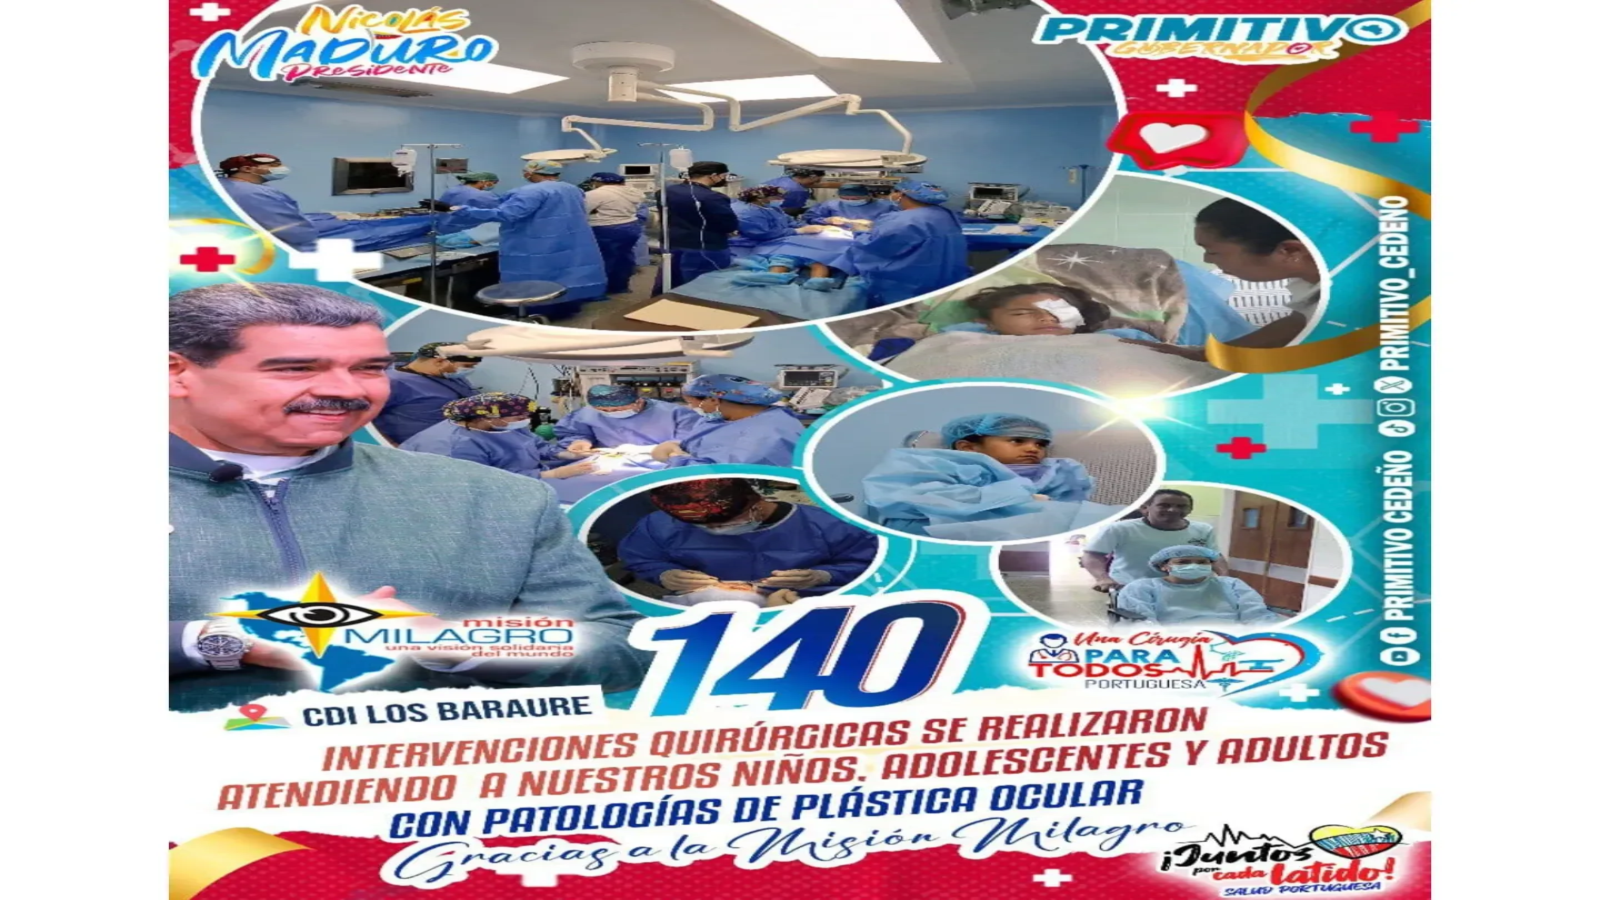 Nicolás
MADURO
PRESIDENTE
PRIMITIVO
GOBERNADOR
PRIMITIVO CEDEÑO
PRIMITIVO_CEDENO
misión
MILAGRO
una visión solidaria
del mundo
140
Una Cirugía
PARA
TODOS
PORTUGUESA
CDI LOS BARAURE
INTERVENCIONES QUIRÚRGICAS SE REALIZARON
ATENDIENDO A NUESTROS NIÑOS, ADOLESCENTES Y ADULTOS
CON PATOLOGÍAS DE PLÁSTICA OCULAR
Gracias a la Misión Milagro
¡Juntos
por cada latido!
SALUD PORTUGUESA